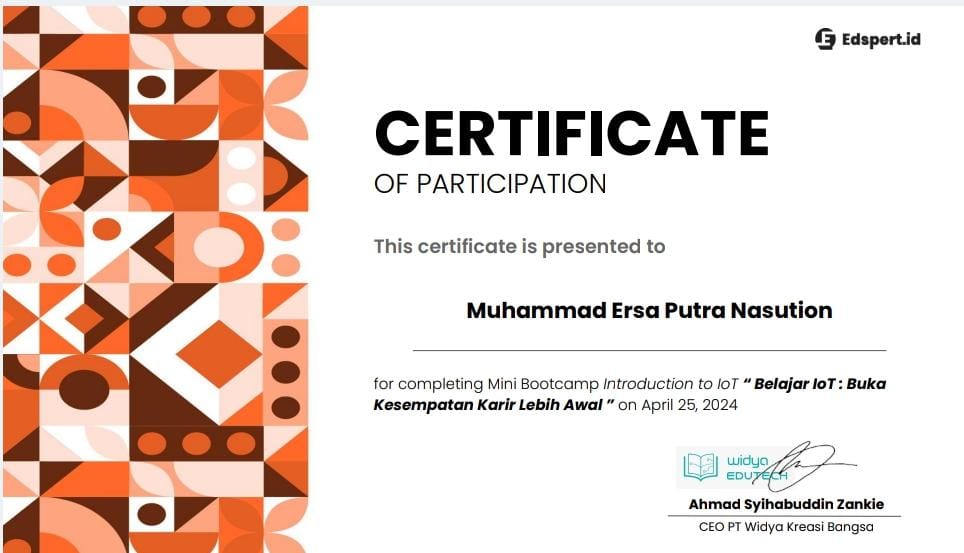 Edspert.id
CERTIFICATE
OF PARTICIPATION
This certificate is presented to
Muhammad Ersa Putra Nasution
for completing Mini Bootcamp Introduction to IoT “ Belajar IoT : Buka
Kesempatan Karir Lebih Awal ” on April 25, 2024
widya
EDUTECH
Ahmad Syihabuddin Zankie
CEO PT Widya Kreasi Bangsa